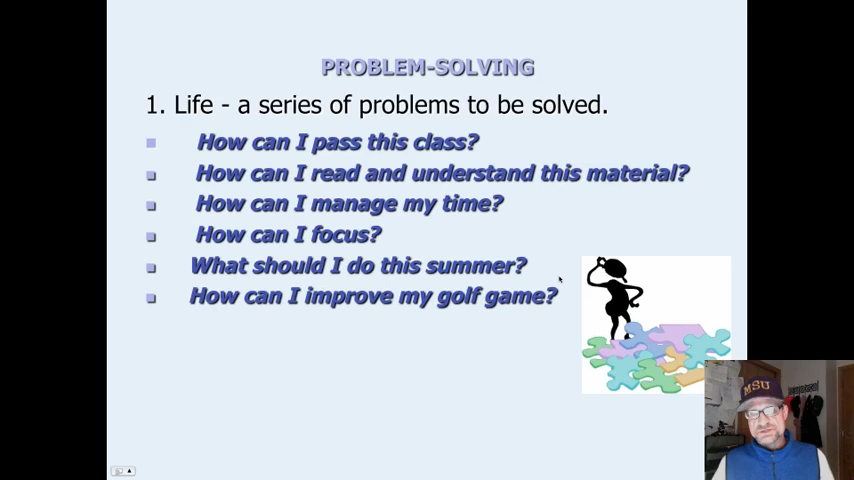 PROBLEM-SOLVING
1. Life - a series of problems to be solved.
How can I pass this class?
How can I read and understand this material?
How can I manage my time?
How can I focus?
What should I do this summer?
How can I improve my golf game?
MSU